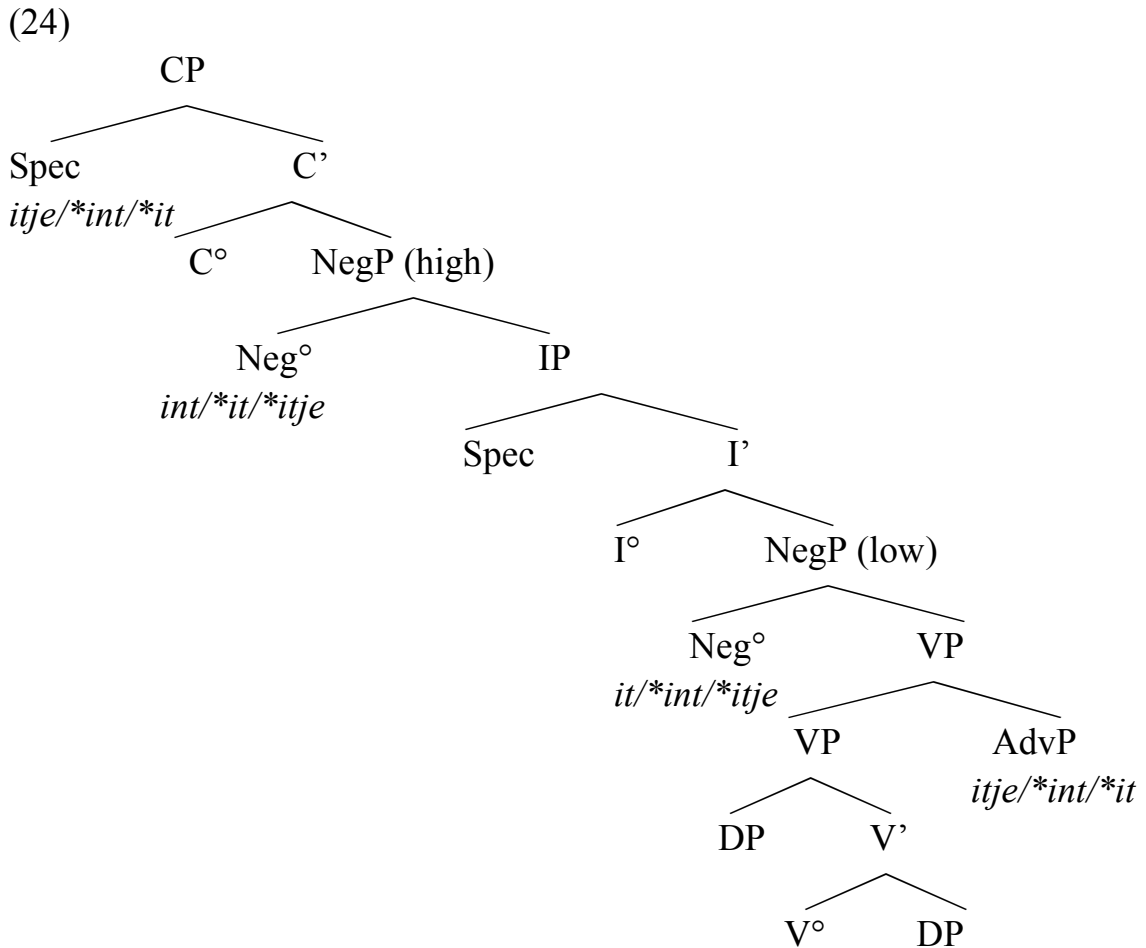 (24)
CP
Spec C’
itje/*int/*it
C° NegP (high)
Neg° IP
int/*it/*itje
Spec I’
I° NegP (low)
Neg° VP
it/*int/*itje
VP AdvP
itje/*int/*it
DP V’
V° DP